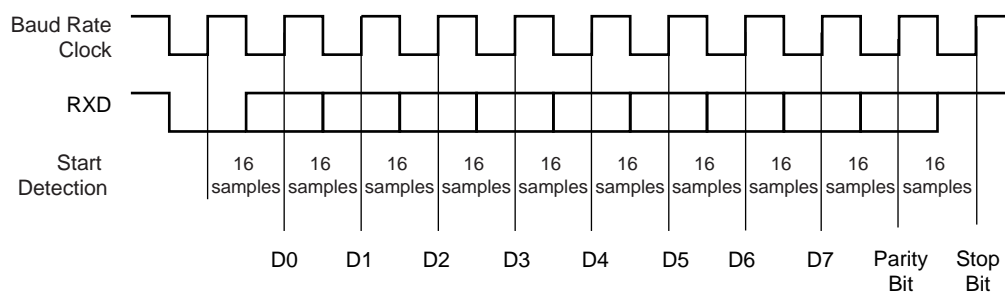 Baud Rate
Clock
RXD
Start
Detection
16 16 16 16 16 16 16 16 16 16
samples samples samples samples samples samples samples samples samples samples
D0 D1 D2 D3 D4 D5 D6 D7 Parity Stop
Bit Bit